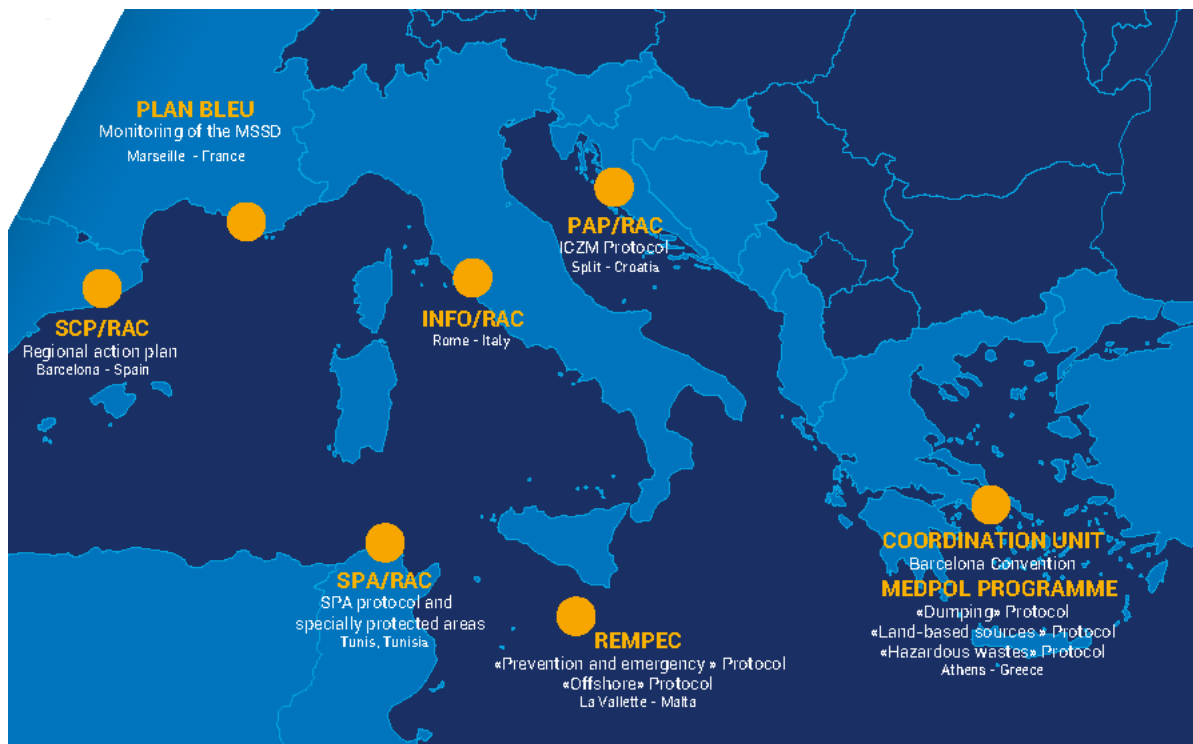 PLAN BLEU
Monitoring of the MSSD
Marseille - France
PAP/RAC
ICZM Protocol
Split - Croatia
SCP/RAC
Regional action plan
Barcelona - Spain
INFO/RAC
Rome - Italy
SPA/RAC
SPA protocol and
specially protected areas
Tunis, Tunisia
REMPEC
«Prevention and emergency » Protocol
«Offshore» Protocol
La Vallette - Malta
COORDINATION UNIT
Barcelona Convention
MEDPOL PROGRAMME
«Dumping» Protocol
«Land-based sources » Protocol
«Hazardous wastes» Protocol
Athens - Greece